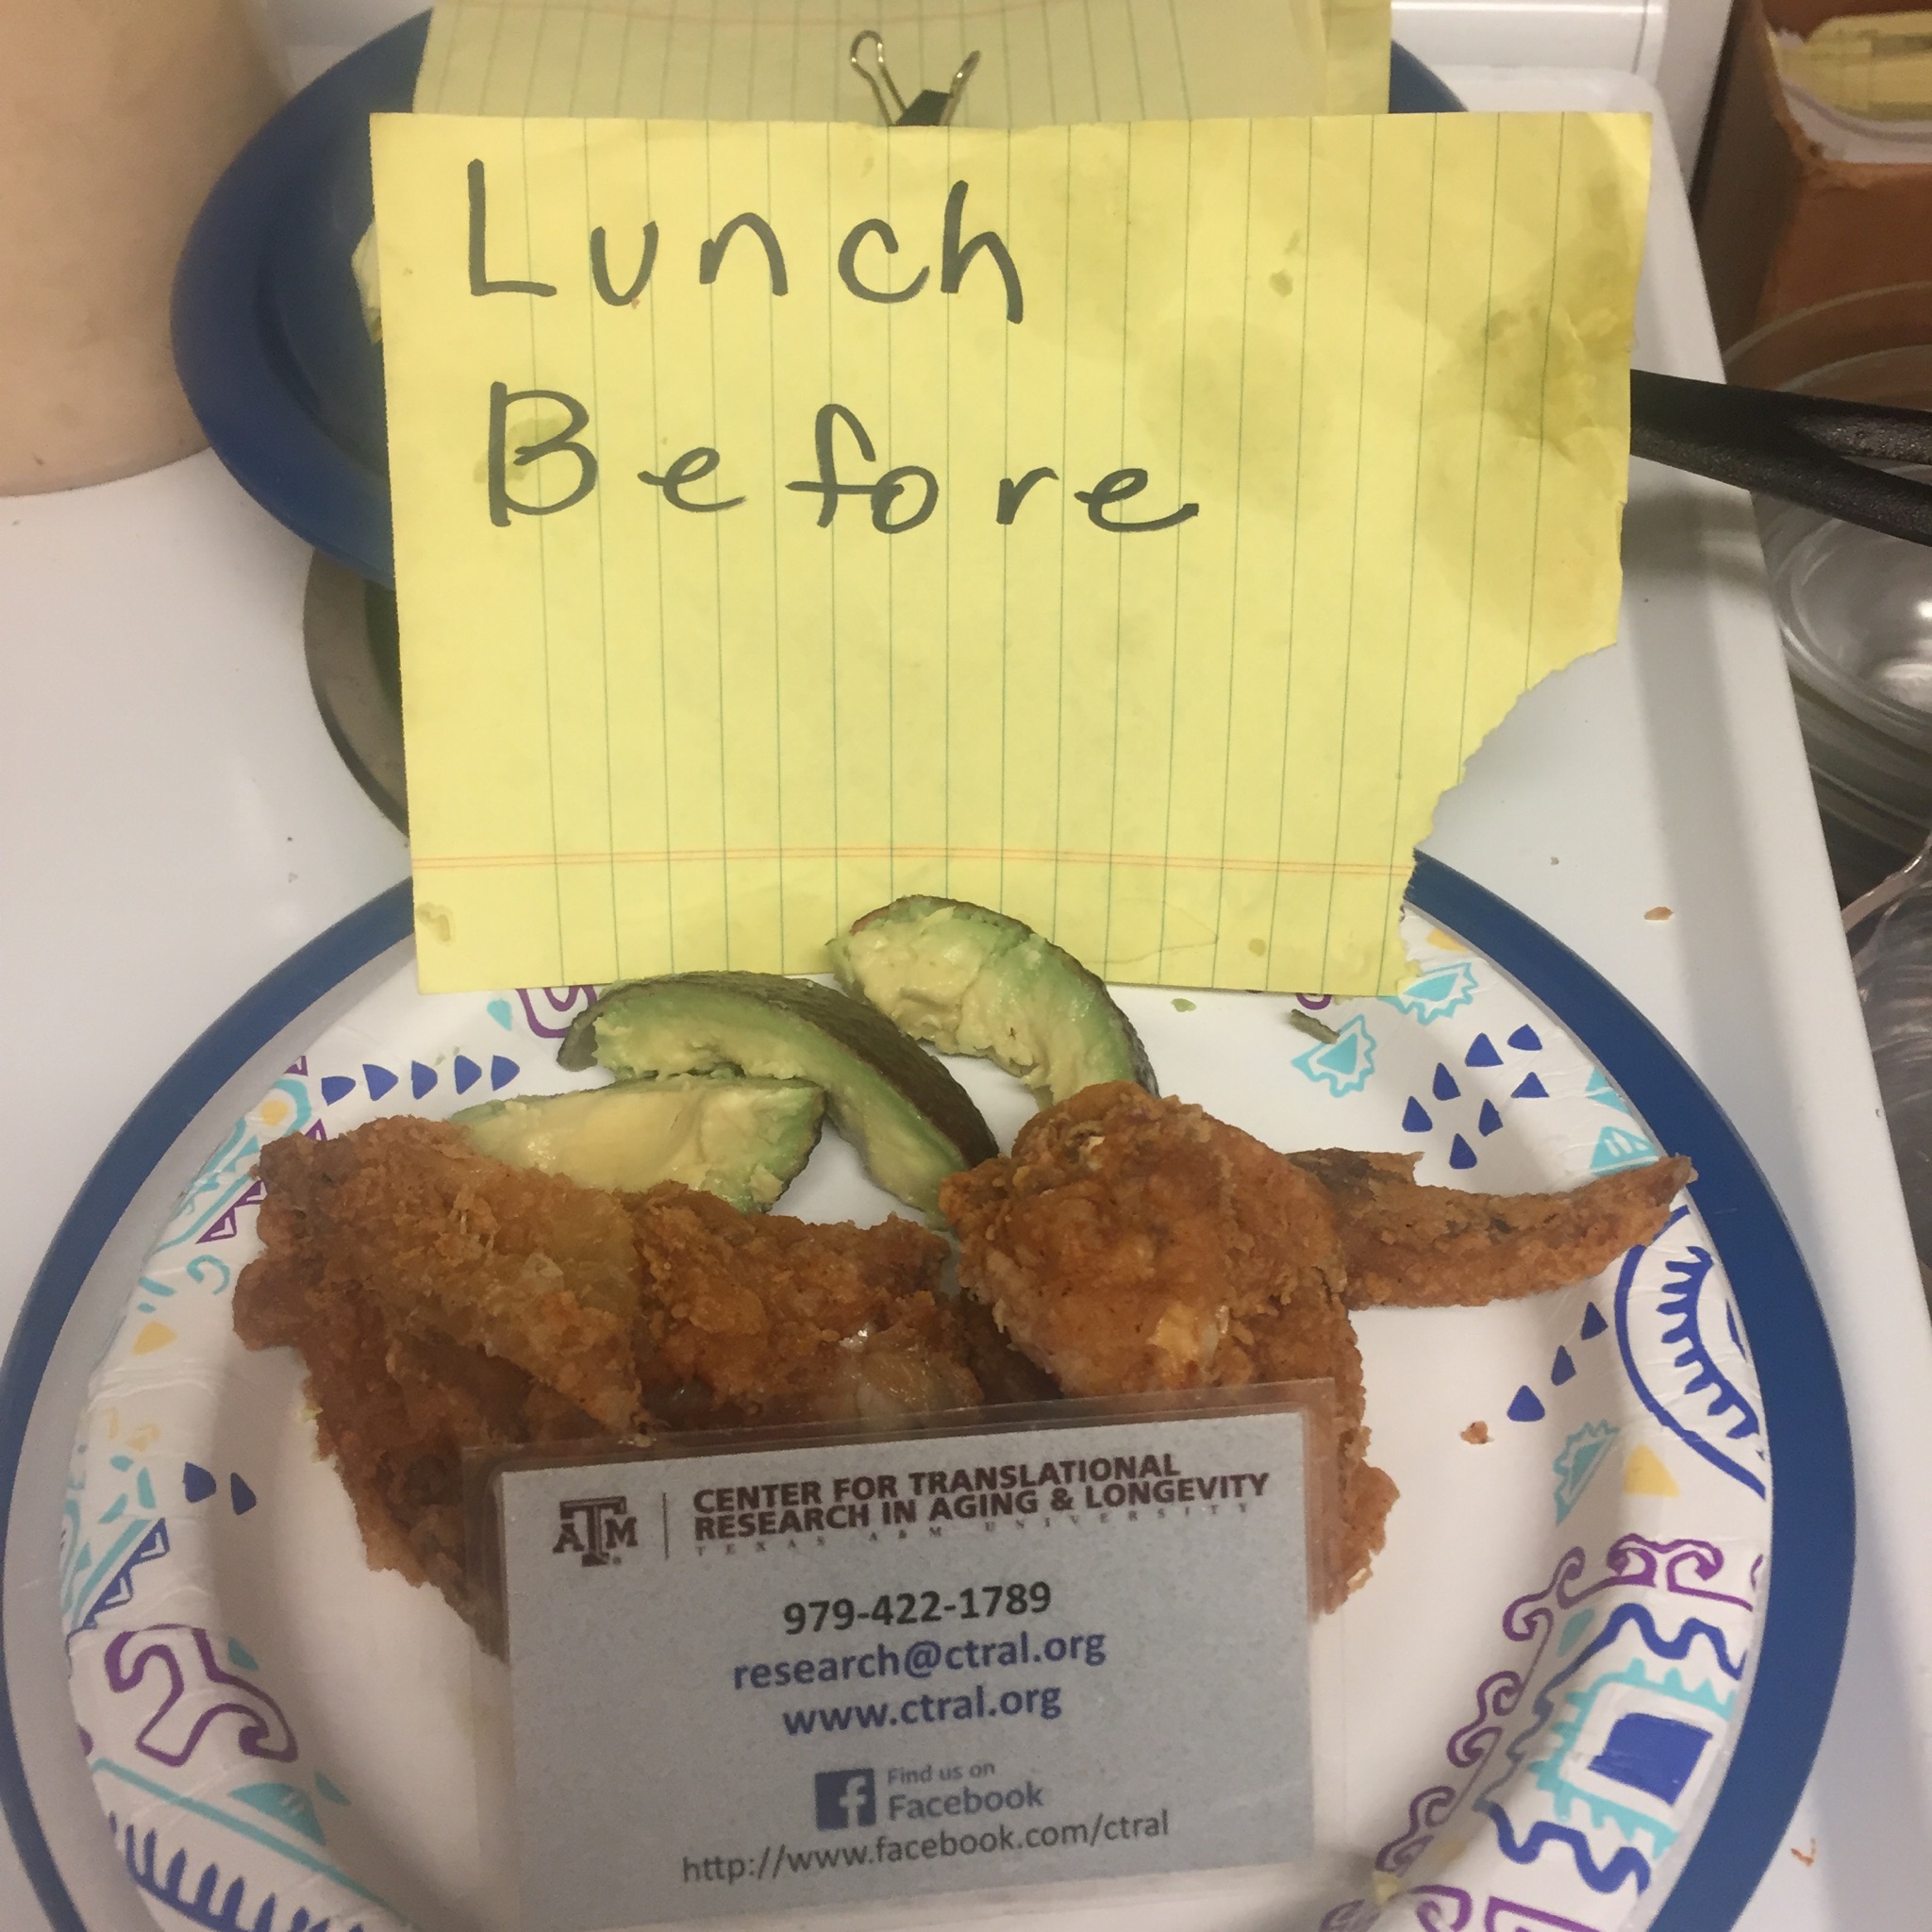 Lunch
Before
ATM
CENTER FOR TRANSLATIONAL
RESEARCH IN AGING & LONGEVITY
TEXAS A&M UNIVERSITY
979-422-1789
research@ctral.org
www.ctral.org
Find us on
Facebook
http://www.facebook.com/ctral